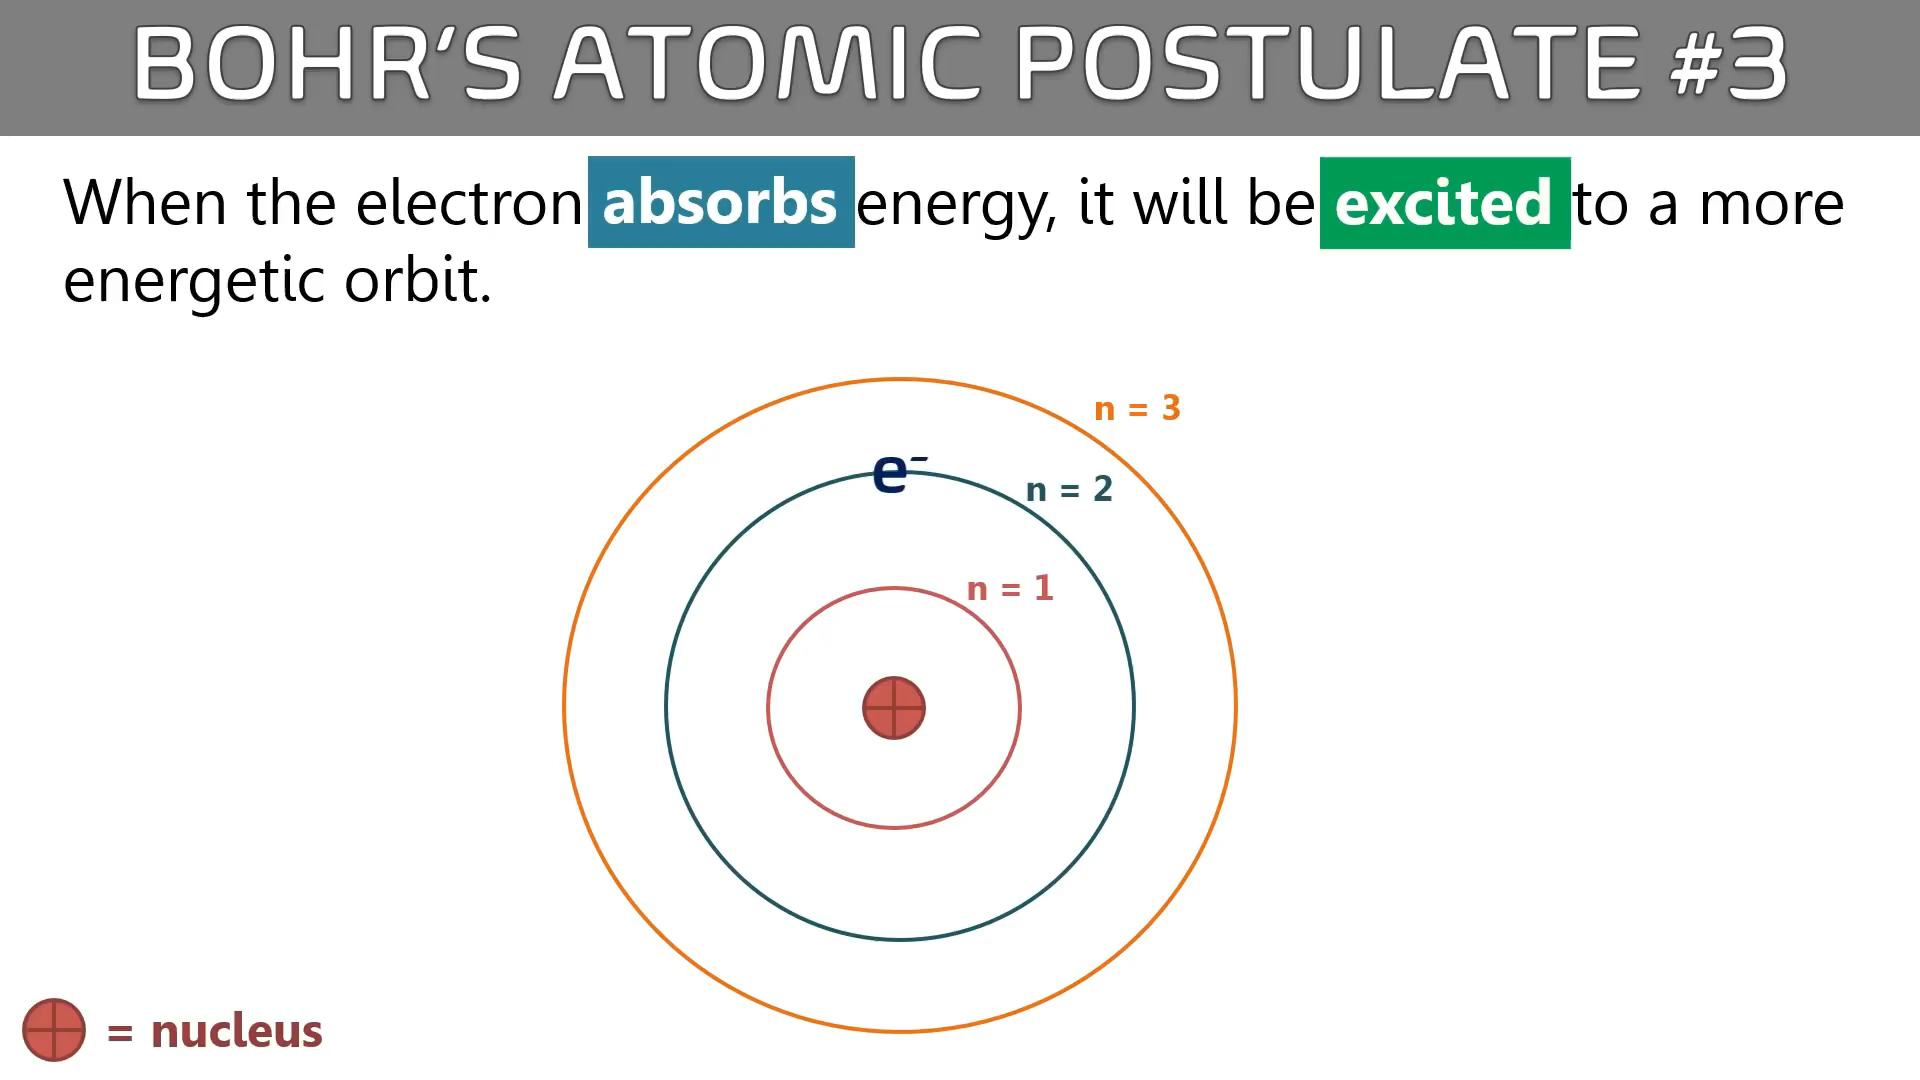 BOHR'S ATOMIC POSTULATE #3
When the electron absorbs energy, it will be excited to a more
energetic orbit.
n = 3
e⁻
n = 2
n = 1
= nucleus